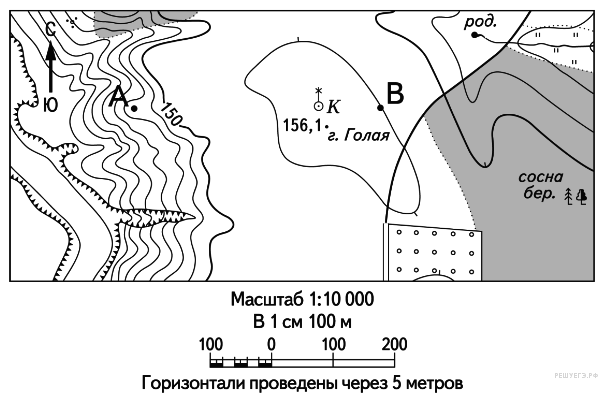 С
Ю
А
150
К
156,1
г. Голая
В
род.
сосна
бер.
Масштаб 1:10 000
В 1 см 100 м
100 0 100 200
Горизонтали проведены через 5 метров
РЕШУЕГЭ.РФ